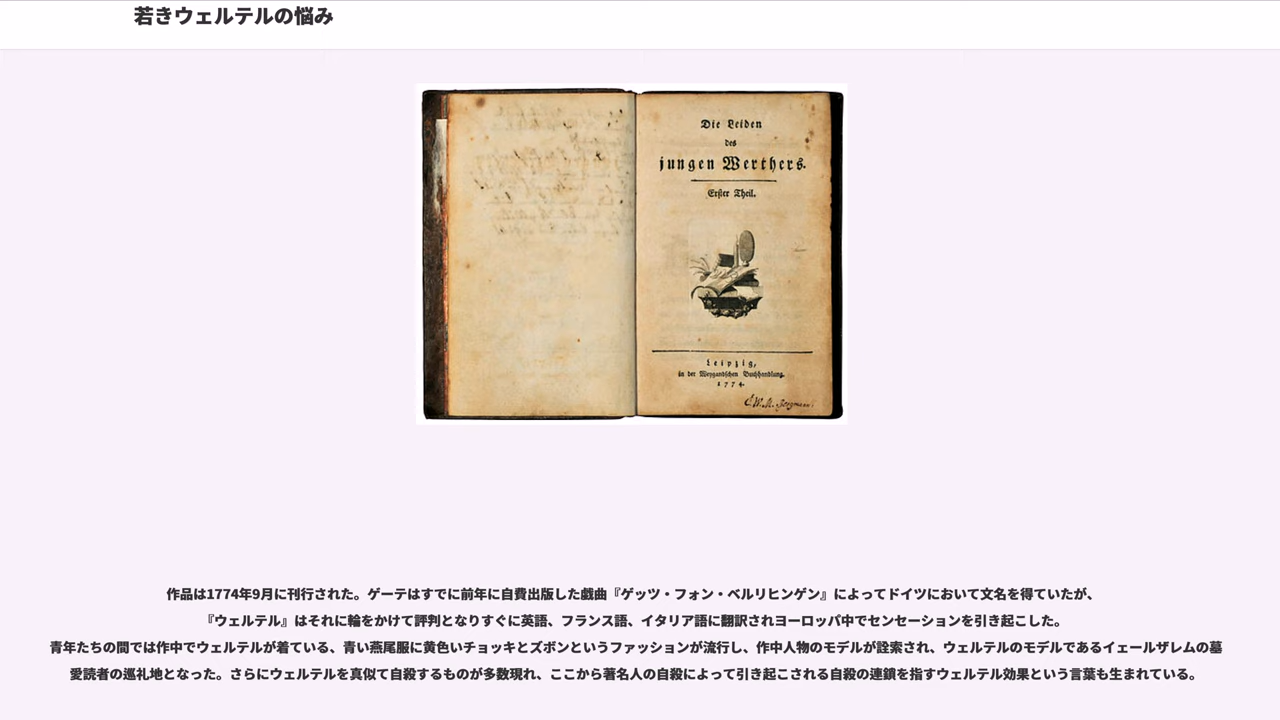 若きウェルテルの悩み
Die Leiden
des
jungen Werthers.
Erster Theil.
Leipzig,
in der Weygandschen Buchhandlung.
1774.
作品は1774年9月に刊行された。ゲーテはすでに前年に自費出版した戯曲『ゲッツ・フォン・ベルリヒンゲン』によってドイツにおいて文名を得ていたが、
『ウェルテル』はそれに輪をかけて評判となりすぐに英語、フランス語、イタリア語に翻訳されヨーロッパ中でセンセーションを引き起こした。
青年たちの間では作中でウェルテルが着ている、青い燕尾服に黄色いチョッキとズボンというファッションが流行し、作中人物のモデルが詮索され、ウェルテルのモデルであるイェールザレムの墓
愛読者の巡礼地となった。さらにウェルテルを真似て自殺するものが多数現れ、ここから著名人の自殺によって引き起こされる自殺の連鎖を指すウェルテル効果という言葉も生まれている。